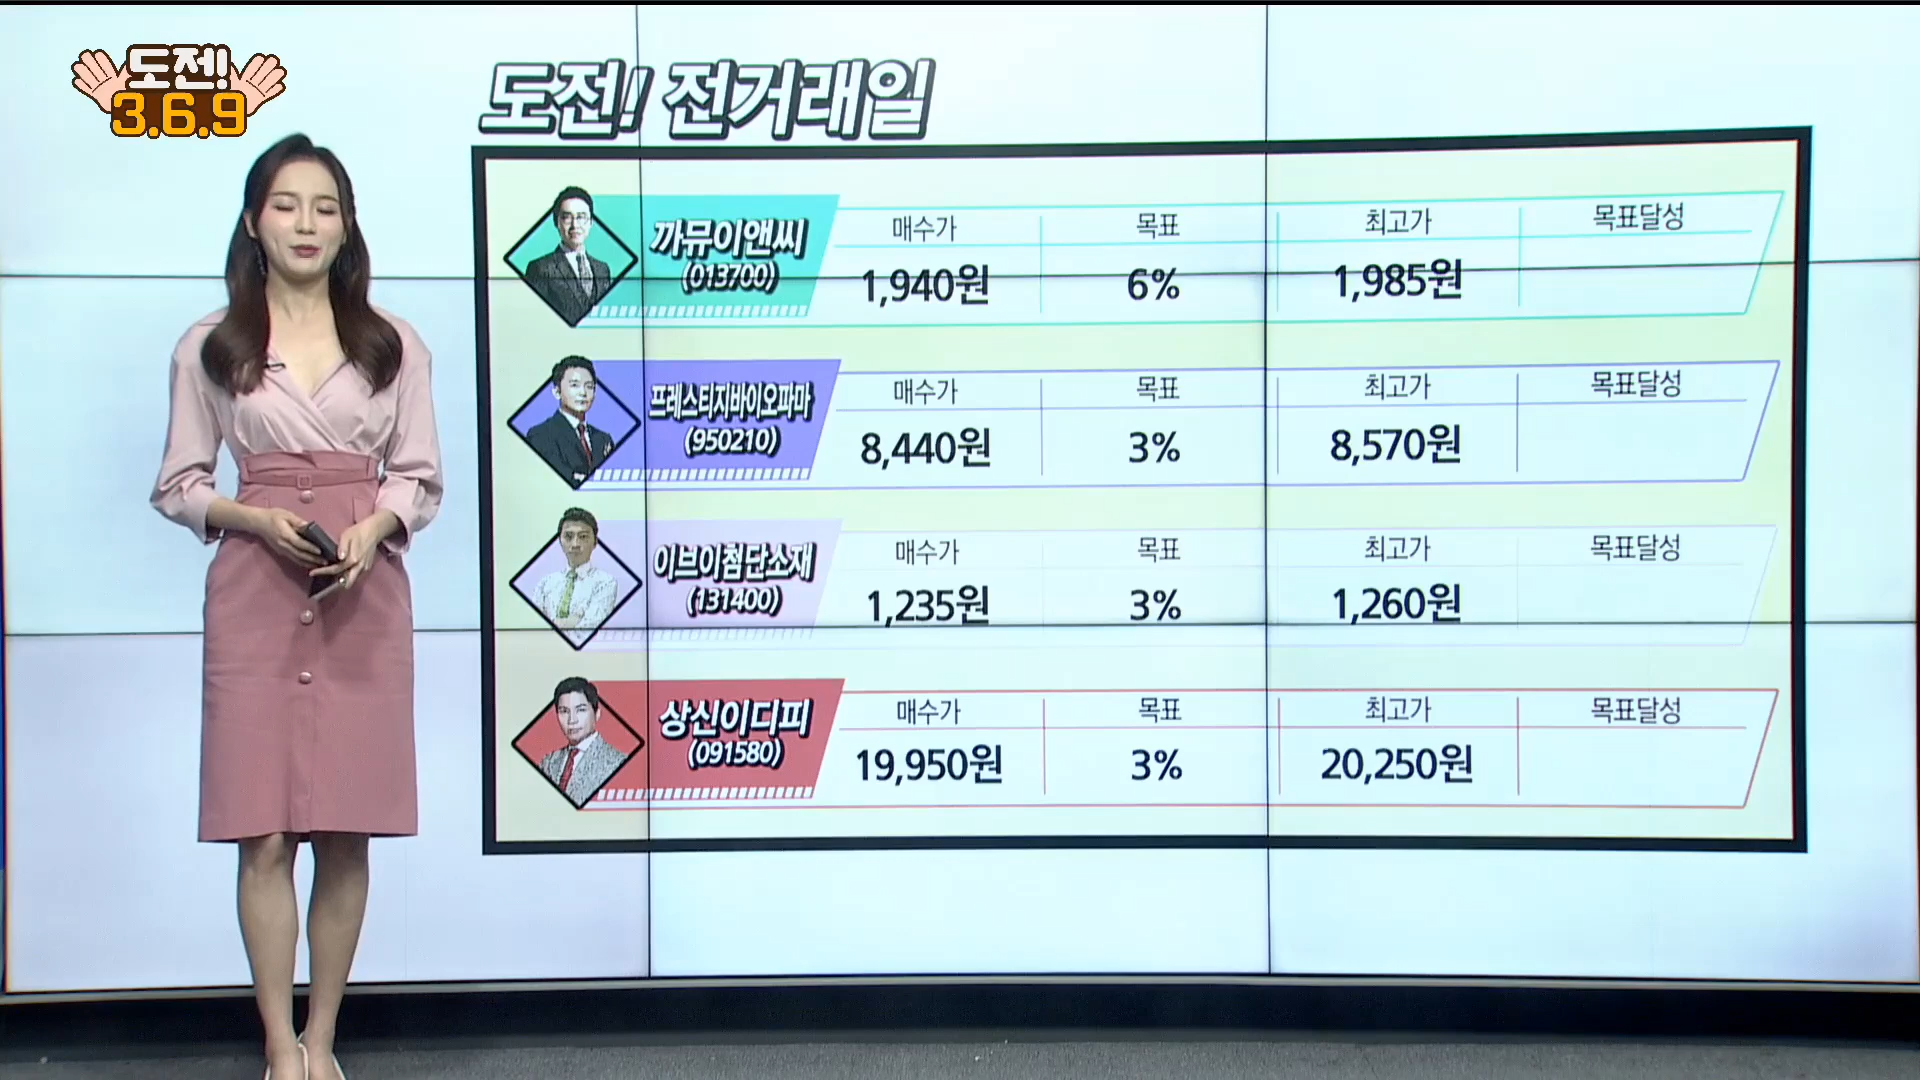 도전!
3.6.9
도전! 전거래일
까뮤이앤씨
(013700)
매수가 목표 최고가 목표달성
1,940원 6% 1,985원
프레스티지바이오파마
(950210)
매수가 목표 최고가 목표달성
8,440원 3% 8,570원
이브이첨단소재
(131400)
매수가 목표 최고가 목표달성
1,235원 3% 1,260원
상신이디피
(091580)
매수가 목표 최고가 목표달성
19,950원 3% 20,250원